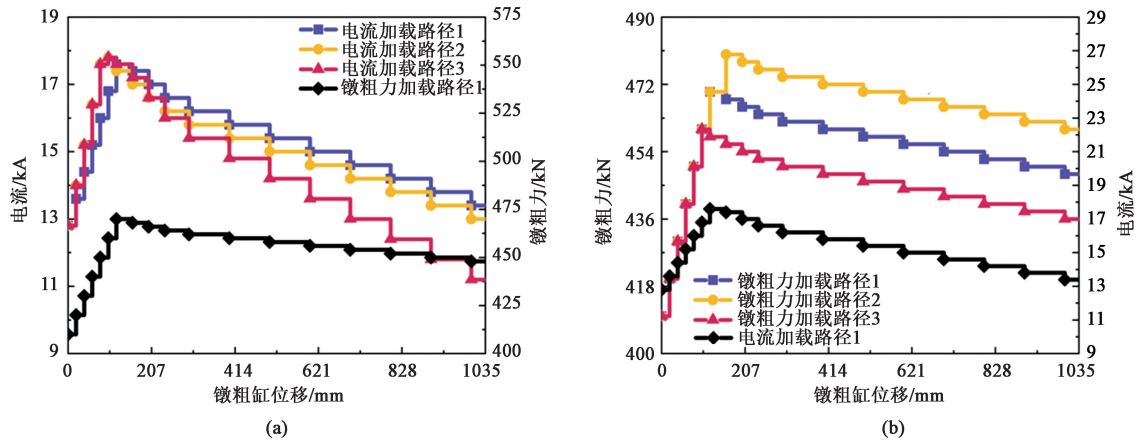 19
17
15
13
11
9
电流/kA
575
550
525
500
475
450
425
400
镦粗力/kN
电流加载路径1
电流加载路径2
电流加载路径3
镦粗力加载路径1
0
207
414
621
828
1035
镦粗缸位移/mm
(a)
490
472
454
436
418
400
镦粗力/kN
29
27
25
23
21
19
17
15
13
11
9
电流/kA
镦粗力加载路径1
镦粗力加载路径2
镦粗力加载路径3
电流加载路径1
0
207
414
621
828
1035
镦粗缸位移/mm
(b)